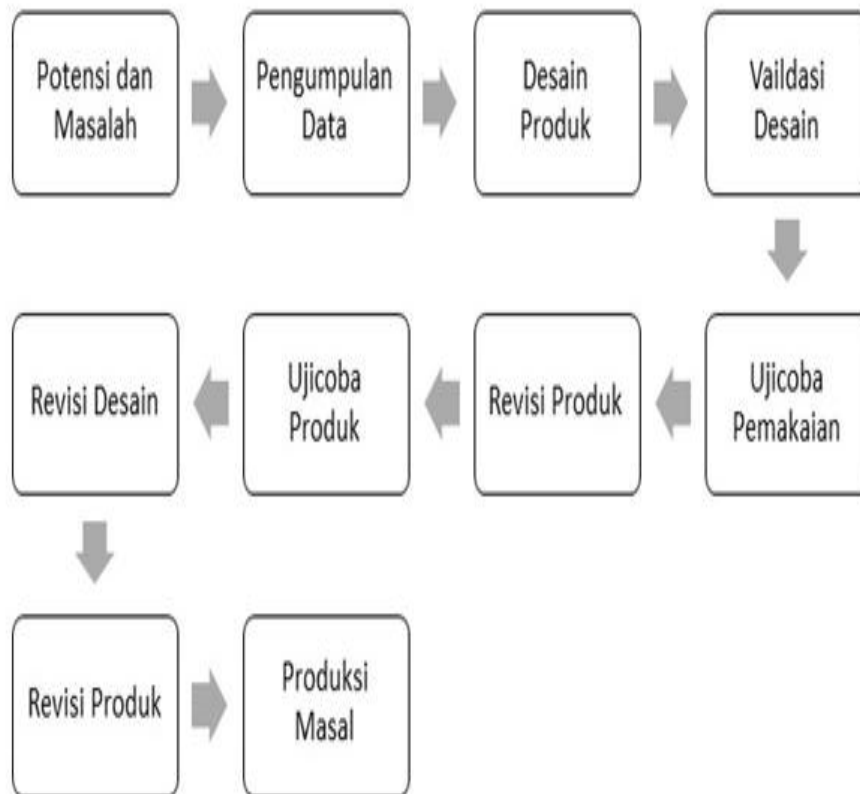 Potensi dan
Masalah
Pengumpulan
Data
Desain
Produk
Vaildasi
Desain
Ujicoba
Pemakaian
Revisi Produk
Ujicoba
Produk
Revisi Desain
Revisi Produk
Produksi
Masal